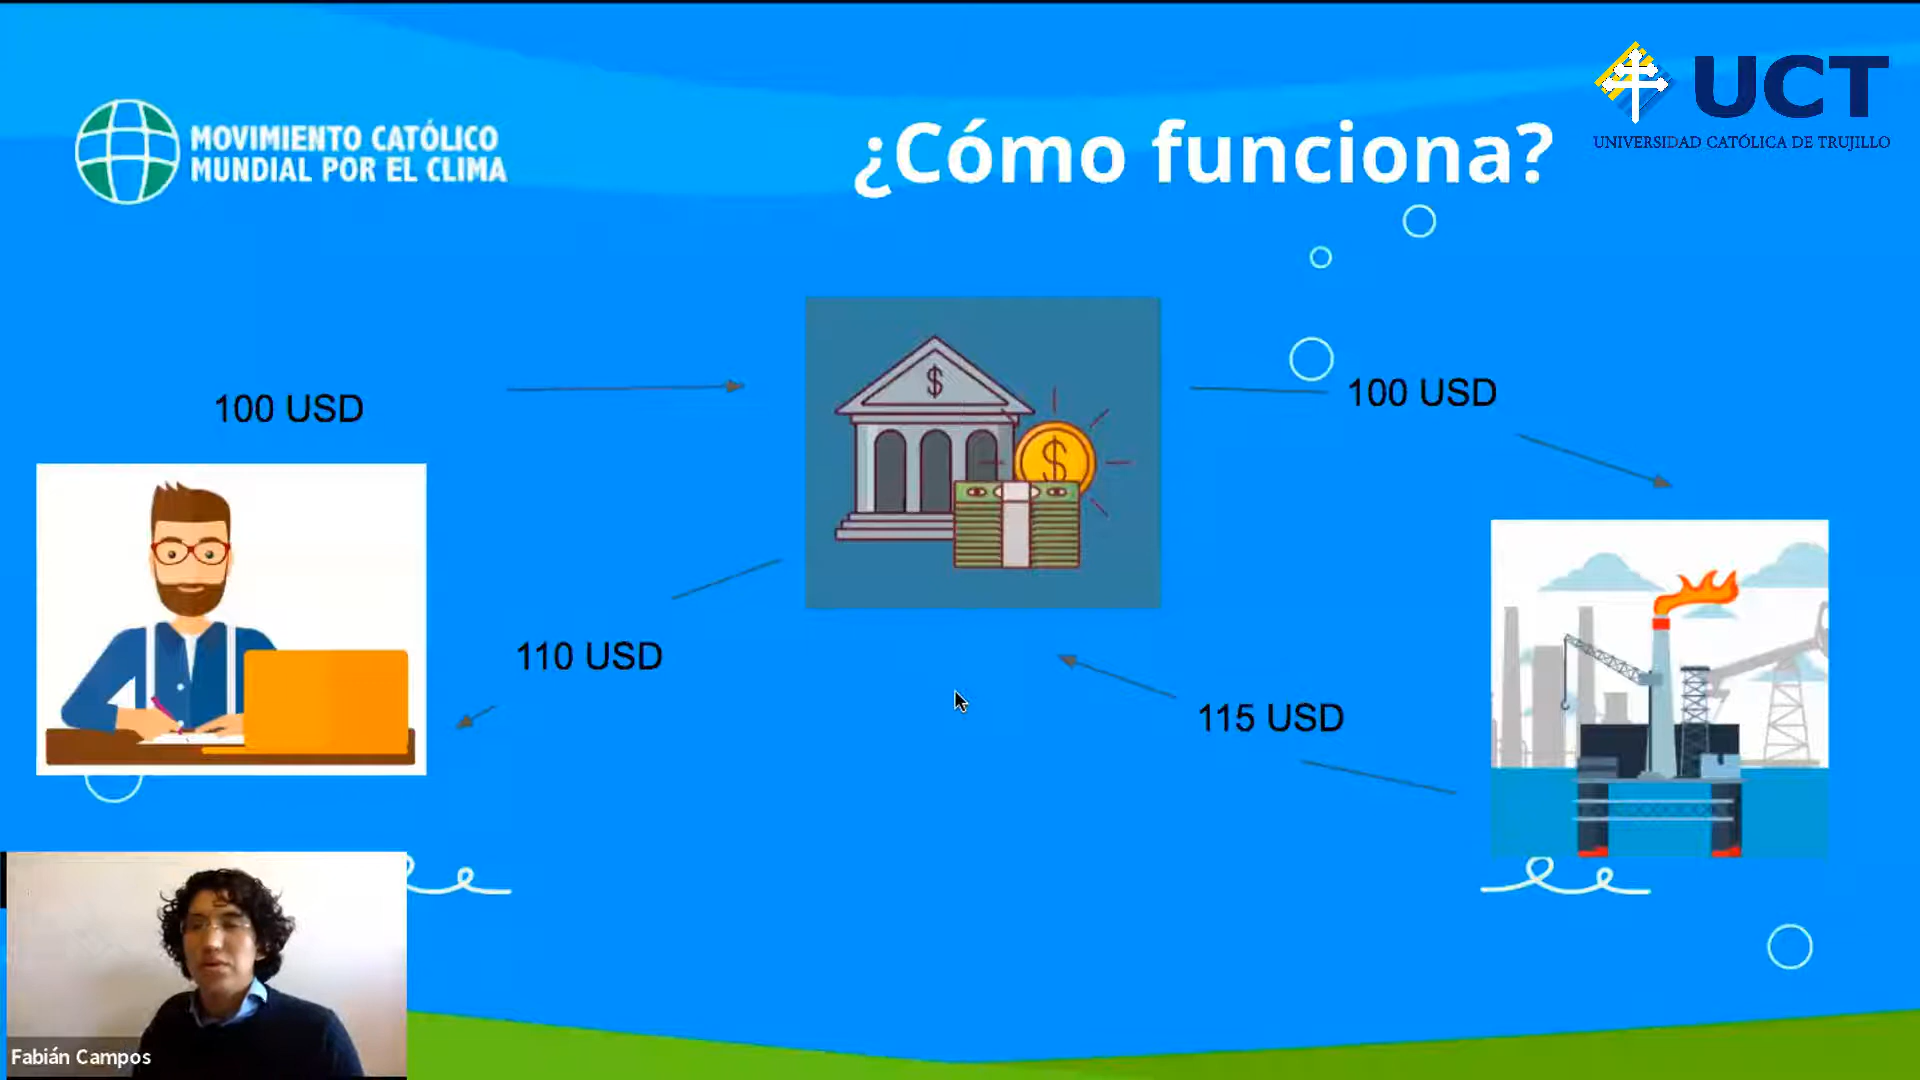 MOVIMIENTO CATÓLICO
MUNDIAL POR EL CLIMA
¿Cómo funciona?
UCT
UNIVERSIDAD CATÓLICA DE TRUJILLO
100 USD
$
$
100 USD
110 USD
115 USD
Fabián Campos